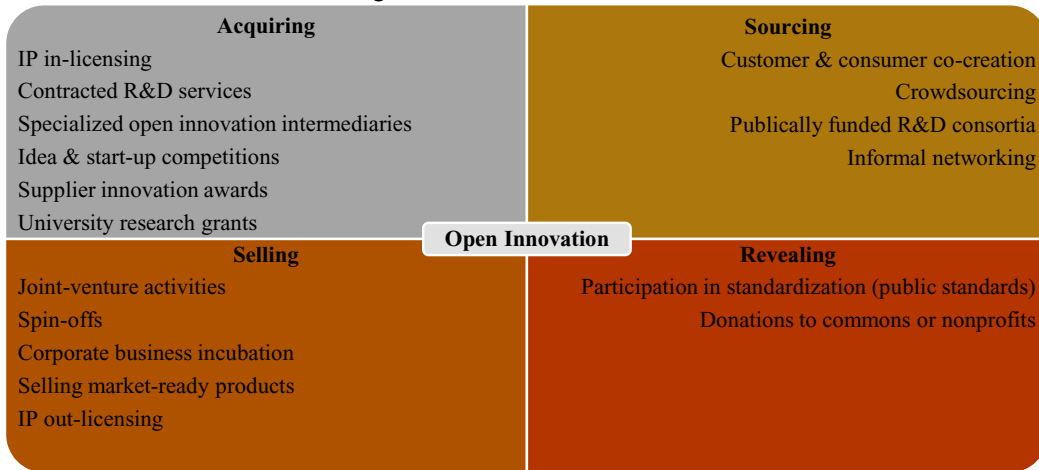 Acquiring
IP in-licensing
Contracted R&D services
Specialized open innovation intermediaries
Idea & start-up competitions
Supplier innovation awards
University research grants
Sourcing
Customer & consumer co-creation
Crowdsourcing
Publically funded R&D consortia
Informal networking
Open Innovation
Selling
Joint-venture activities
Spin-offs
Corporate business incubation
Selling market-ready products
IP out-licensing
Revealing
Participation in standardization (public standards)
Donations to commons or nonprofits